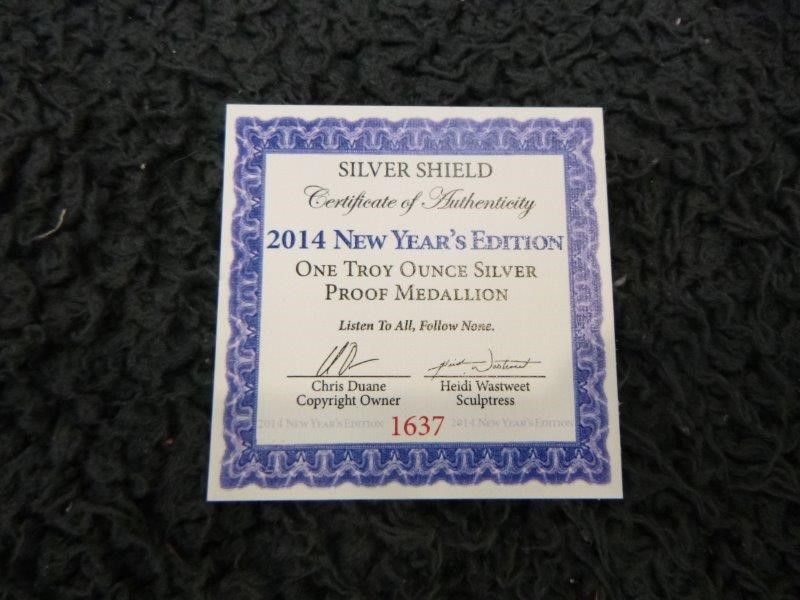 SILVER SHIELD
Certificate of Authenticity
2014 NEW YEAR'S EDITION
ONE TROY OUNCE SILVER
PROOF MEDALLION
Listen To All, Follow None.
Chris Duane Heidi Wastweet
Copyright Owner Sculptress
2014 NEW YEAR'S EDITION 1637 2014 NEW YEAR'S EDITION